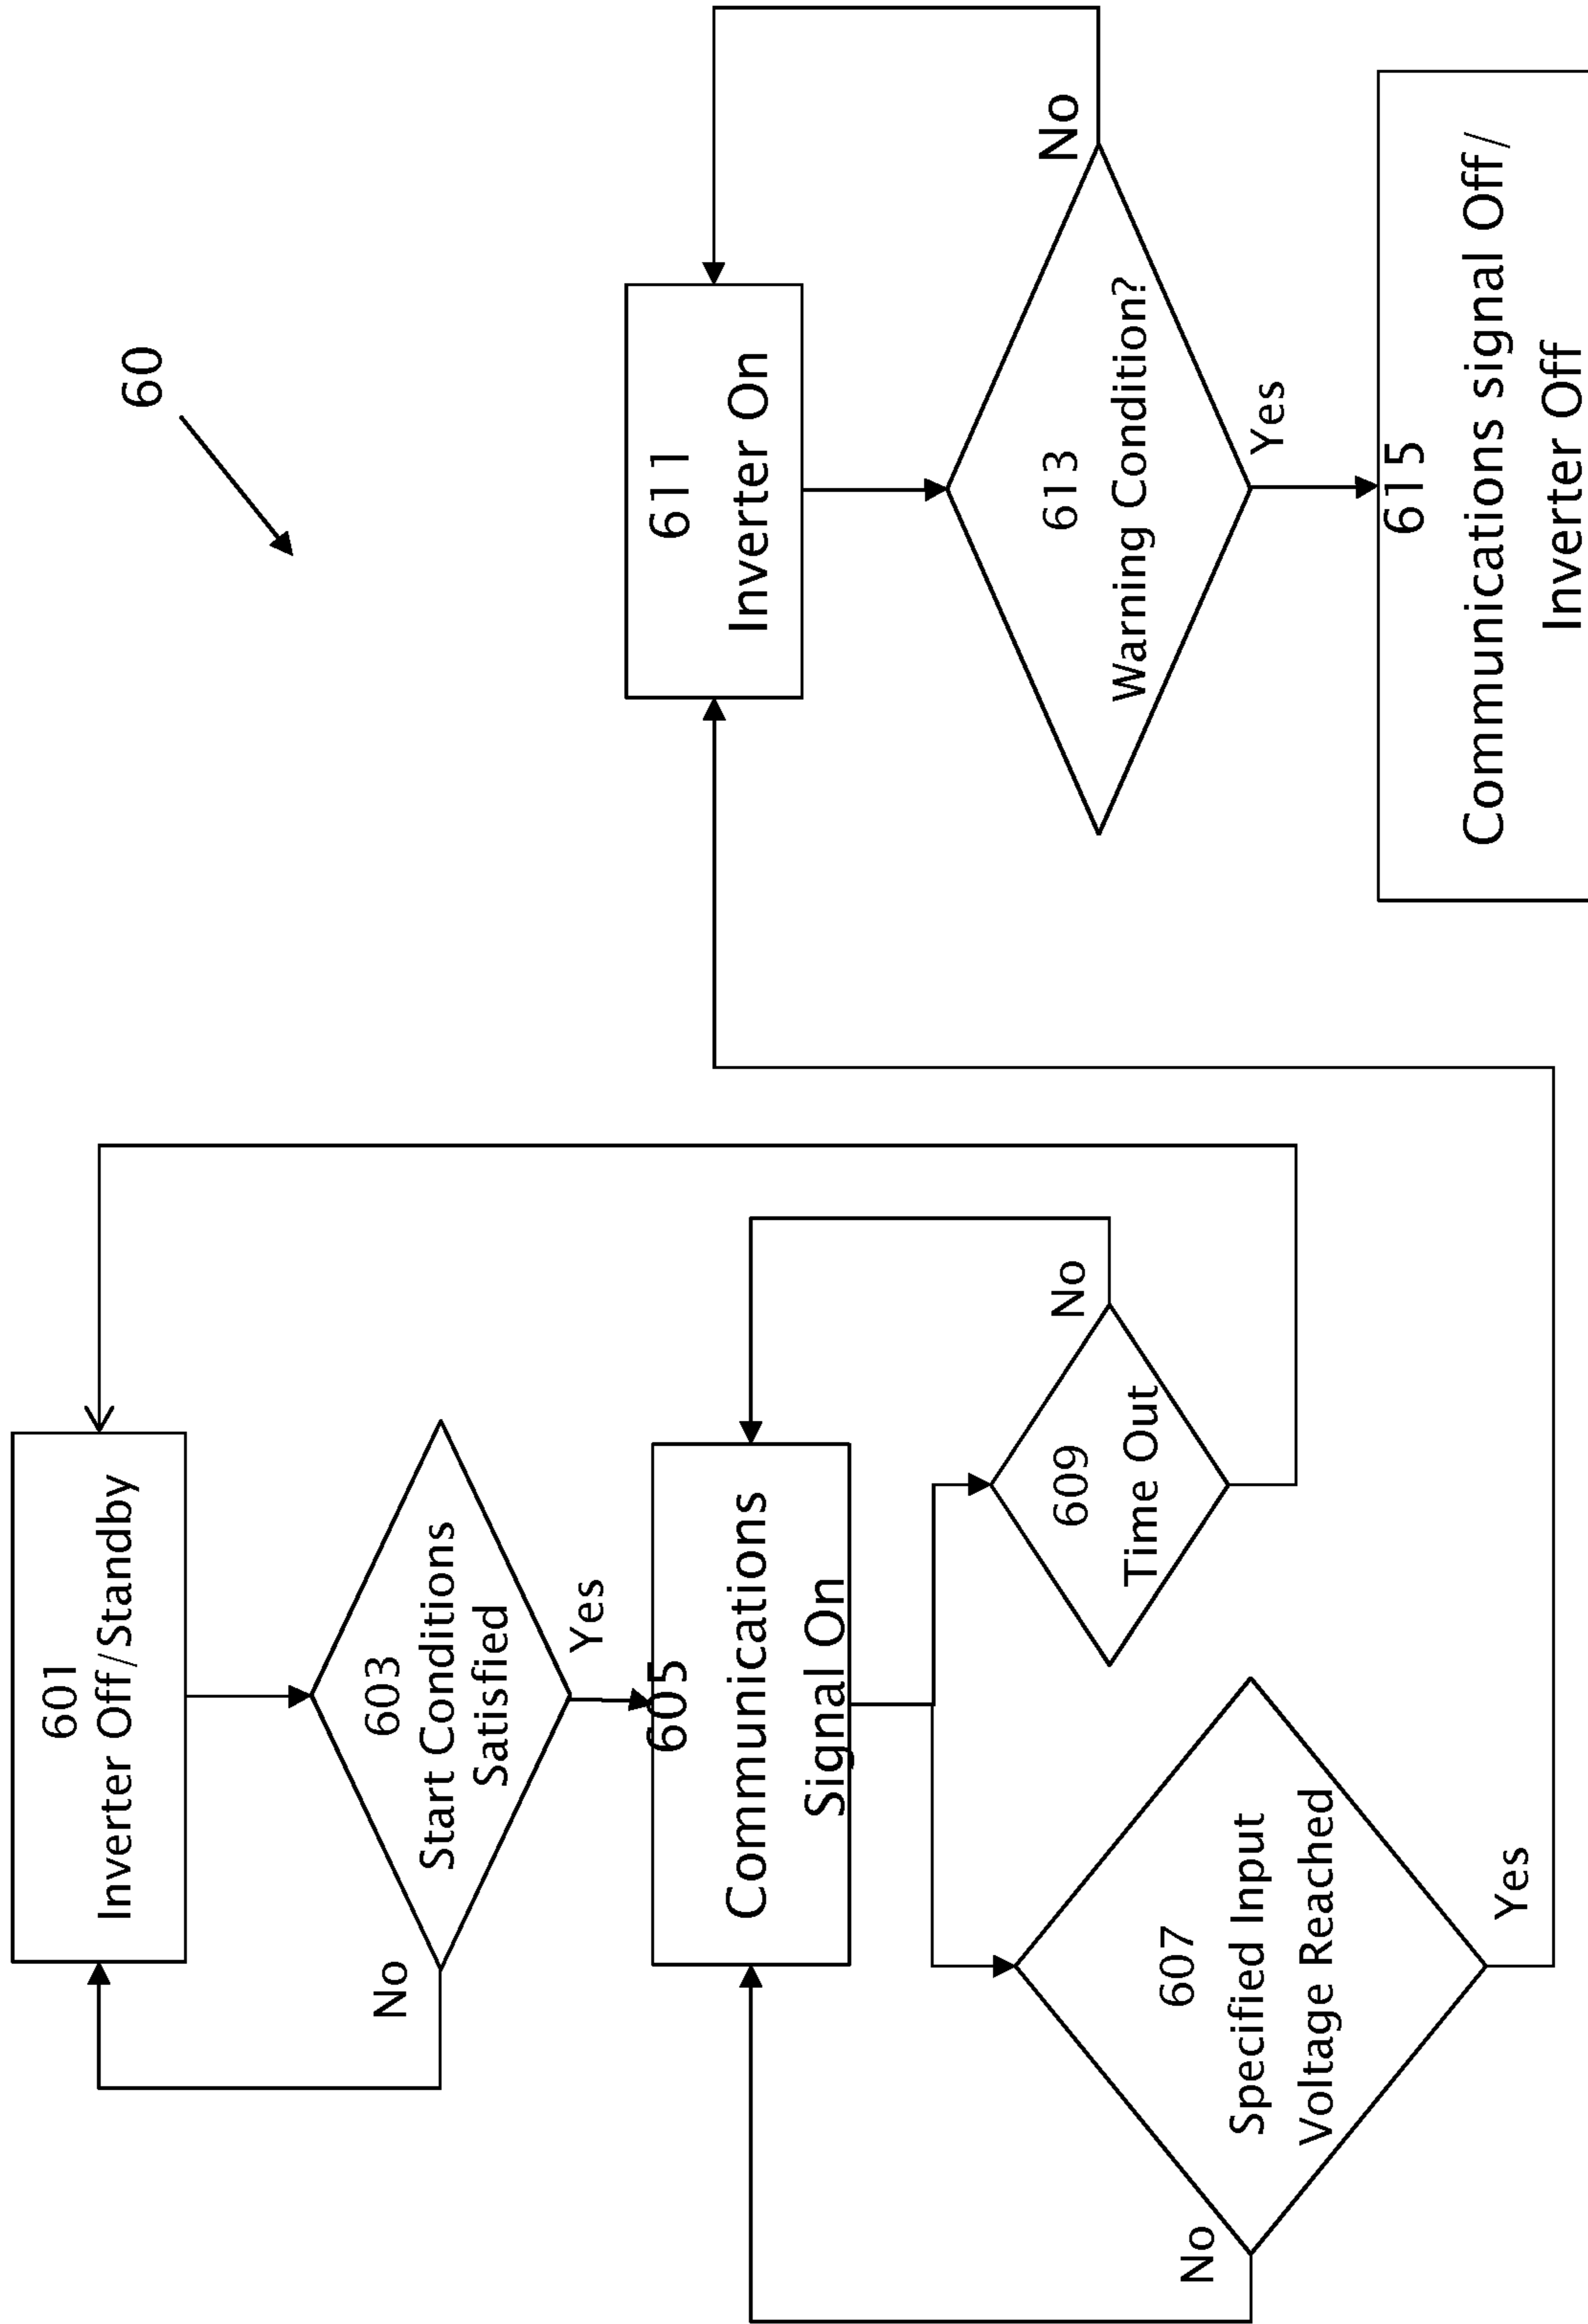 60
601
Inverter Off/Standby
603
Start Conditions
Satisfied
No
Yes
605
Communications
Signal On
607
Specified Input
Voltage Reached
No
Yes
609
Time Out
No
611
Inverter On
613
Warning Condition?
No
Yes
615
Communications signal Off/
Inverter Off